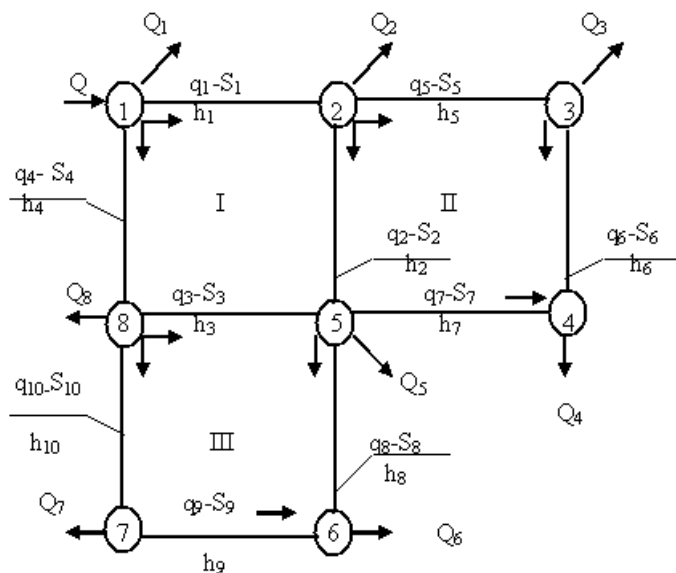 Q₁ Q₂ Q₃
Q q₁-S₁ q₅-S₅
1 2 3
h₁ h₅
q₄- S₄
h₄
I II
q₂-S₂ q₆-S₆
h₂ h₆
Q₈ q₃-S₃ q₇-S₇
8 5 4
h₃ h₇
Q₅
q₁₀-S₁₀
Q₄
h₁₀
III
q₈-S₈
h₈
Q₇ q₉-S₉
7 6 Q₆
h₉